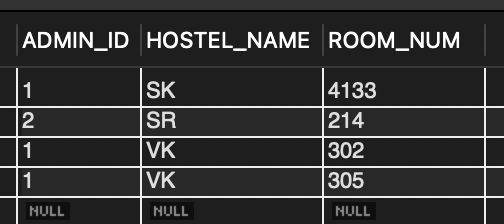 ADMIN_ID HOSTEL_NAME ROOM_NUM
1 SK 4133
2 SR 214
1 VK 302
1 VK 305
NULL NULL NULL